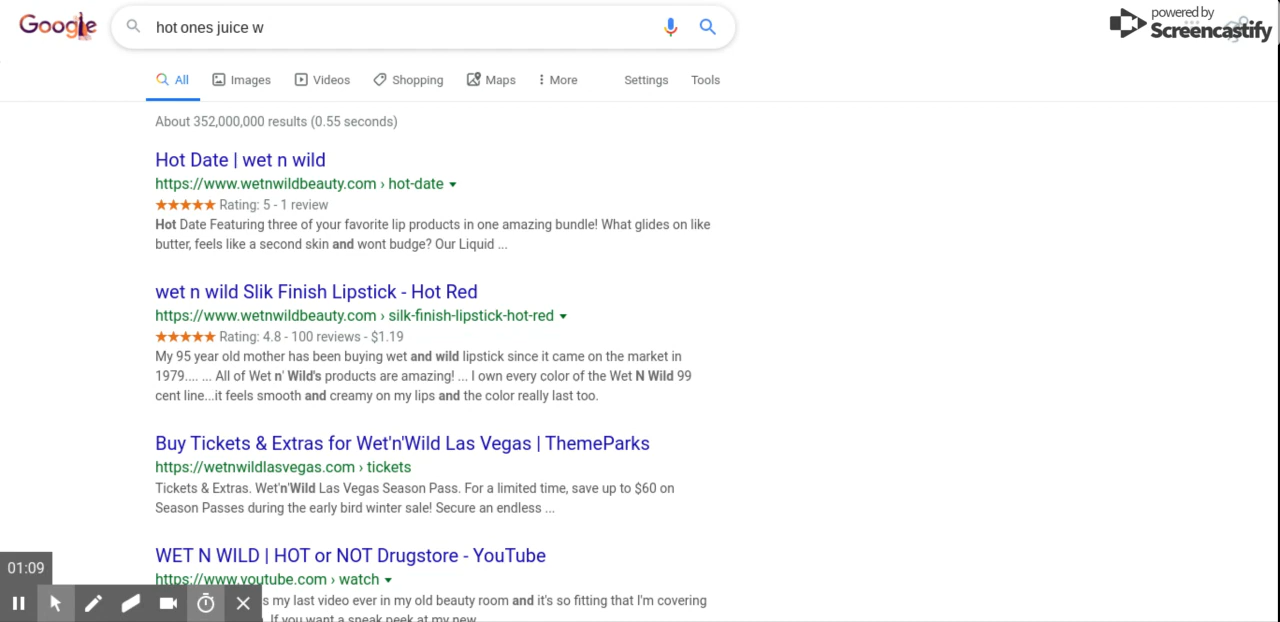 Google
hot ones juice w
powered by
Screencastify
All Images Videos Shopping Maps More Settings Tools
About 352,000,000 results (0.55 seconds)
Hot Date | wet n wild
https://www.wetnwildbeauty.com › hot-date
Rating: 5 - 1 review
Hot Date Featuring three of your favorite lip products in one amazing bundle! What glides on like
butter, feels like a second skin and wont budge? Our Liquid ...
wet n wild Slik Finish Lipstick - Hot Red
https://www.wetnwildbeauty.com › silk-finish-lipstick-hot-red
Rating: 4.8 - 100 reviews - $1.19
My 95 year old mother has been buying wet and wild lipstick since it came on the market in
1979.... ... All of Wet n' Wild's products are amazing! ... I own every color of the Wet N Wild 99
cent line...it feels smooth and creamy on my lips and the color really last too.
Buy Tickets & Extras for Wet'n'Wild Las Vegas | ThemeParks
https://wetnwildlasvegas.com › tickets
Tickets & Extras. Wet'n'Wild Las Vegas Season Pass. For a limited time, save up to $60 on
Season Passes during the early bird winter sale! Secure an endless ...
WET N WILD | HOT or NOT Drugstore - YouTube
https://www.youtube.com › watch
01:09
s my last video ever in my old beauty room and it's so fitting that I'm covering
. If you want a sneak peek at my new